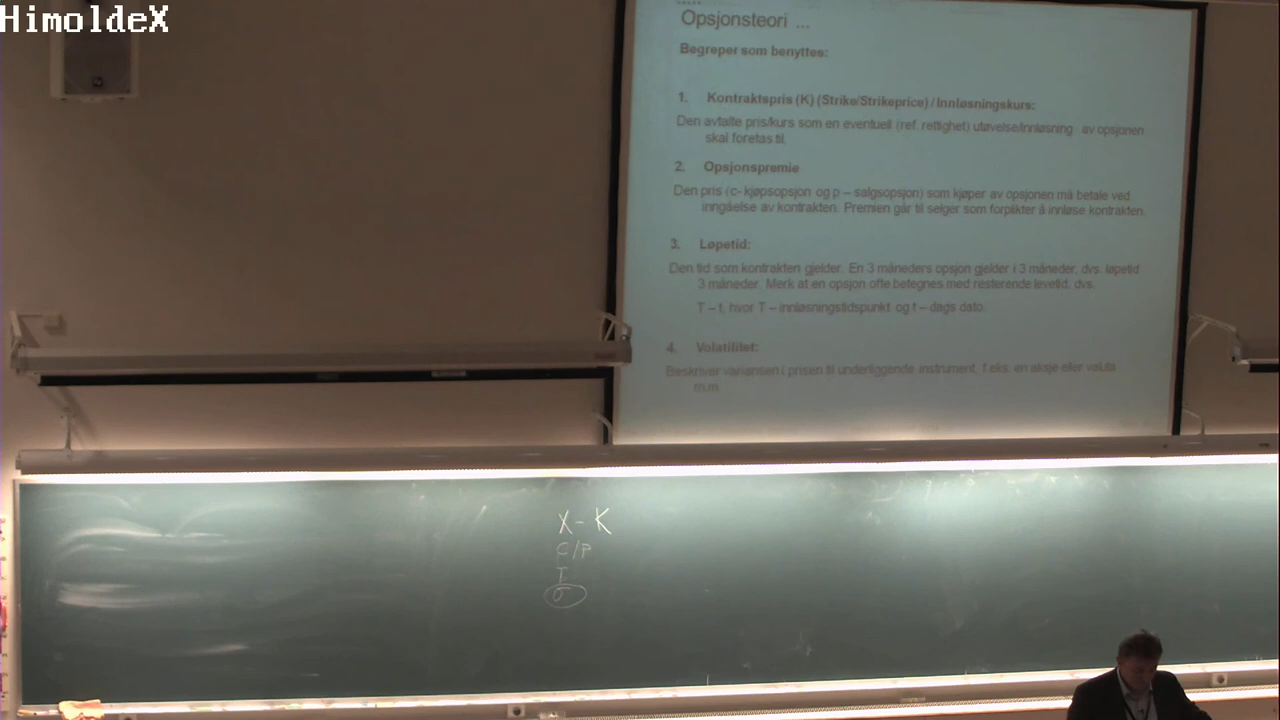 HimoldeX
Opsjonsteori ...
Begreper som benyttes:
1. Kontraktspris (K) (Strike/Strikeprice) / Innløsningskurs:
Den avtalte pris/kurs som en eventuell (ref. rettighet) utøvelse/innløsning av opsjonen
skal foretas til.
2. Opsjonspremie
Den pris (c- kjøpsopsjon og p – salgsopsjon) som kjøper av opsjonen må betale ved
inngåelse av kontrakten. Premien går til selger som forplikter å innløse kontrakten.
3. Løpetid:
Den tid som kontrakten gjelder. En 3 måneders opsjon gjelder i 3 måneder, dvs. løpetid
3 måneder. Merk at en opsjon ofte betegnes med resterende levetid, dvs.
T – t, hvor T – innløsningstidspunkt og t – dags dato.
4. Volatilitet:
Beskriver variansen i prisen til underliggende instrument, f.eks. en aksje eller valuta
m.m.
X - K
C/P
T
σ